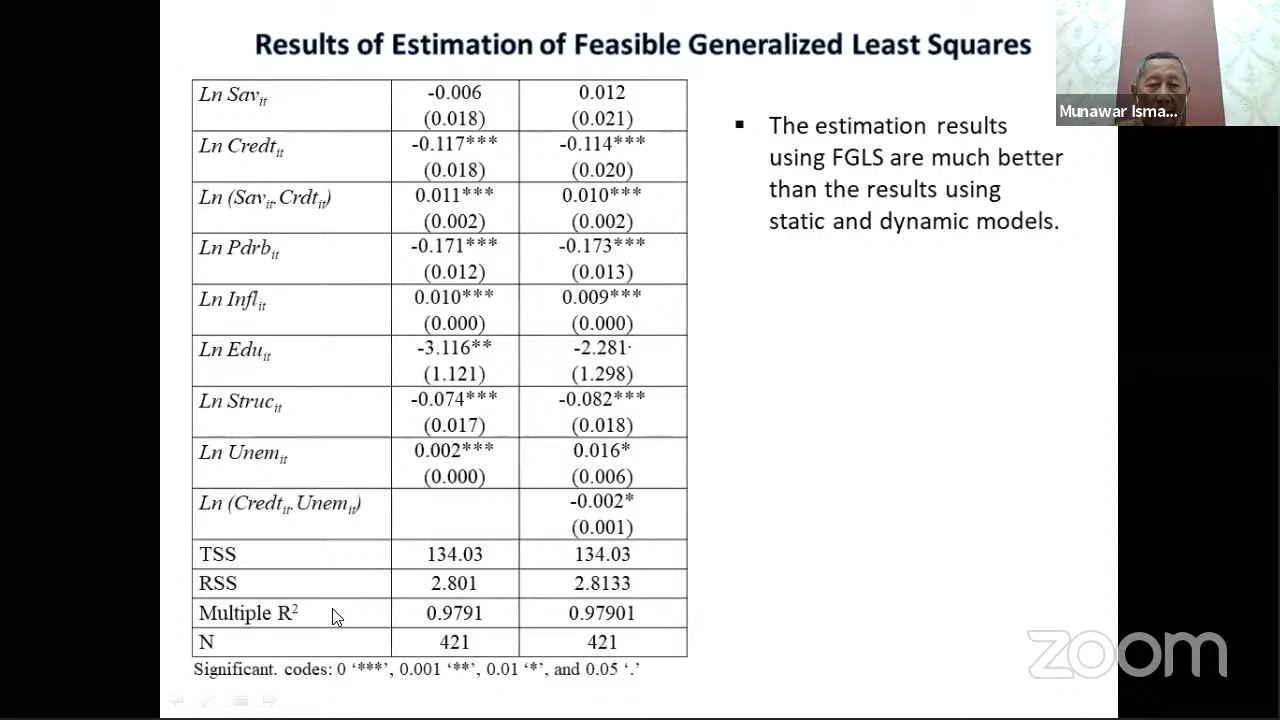 Results of Estimation of Feasible Generalized Least Squares
Munawar Isma...
Ln Sav_it -0.006 0.012
(0.018) (0.021)
Ln Credt_it -0.117*** -0.114***
(0.018) (0.020)
Ln (Sav_it.Crdt_it) 0.011*** 0.010***
(0.002) (0.002)
Ln Pdrb_it -0.171*** -0.173***
(0.012) (0.013)
Ln Infl_it 0.010*** 0.009***
(0.000) (0.000)
Ln Edu_it -3.116** -2.281·
(1.121) (1.298)
Ln Struc_it -0.074*** -0.082***
(0.017) (0.018)
Ln Unem_it 0.002*** 0.016*
(0.000) (0.006)
Ln (Credt_it.Unem_it) -0.002*
(0.001)
TSS 134.03 134.03
RSS 2.801 2.8133
Multiple R² 0.9791 0.97901
N 421 421
Significant. codes: 0 ‘***’, 0.001 ‘**’, 0.01 ‘*’, and 0.05 ‘.’
▪ The estimation results
using FGLS are much better
than the results using
static and dynamic models.
zoom